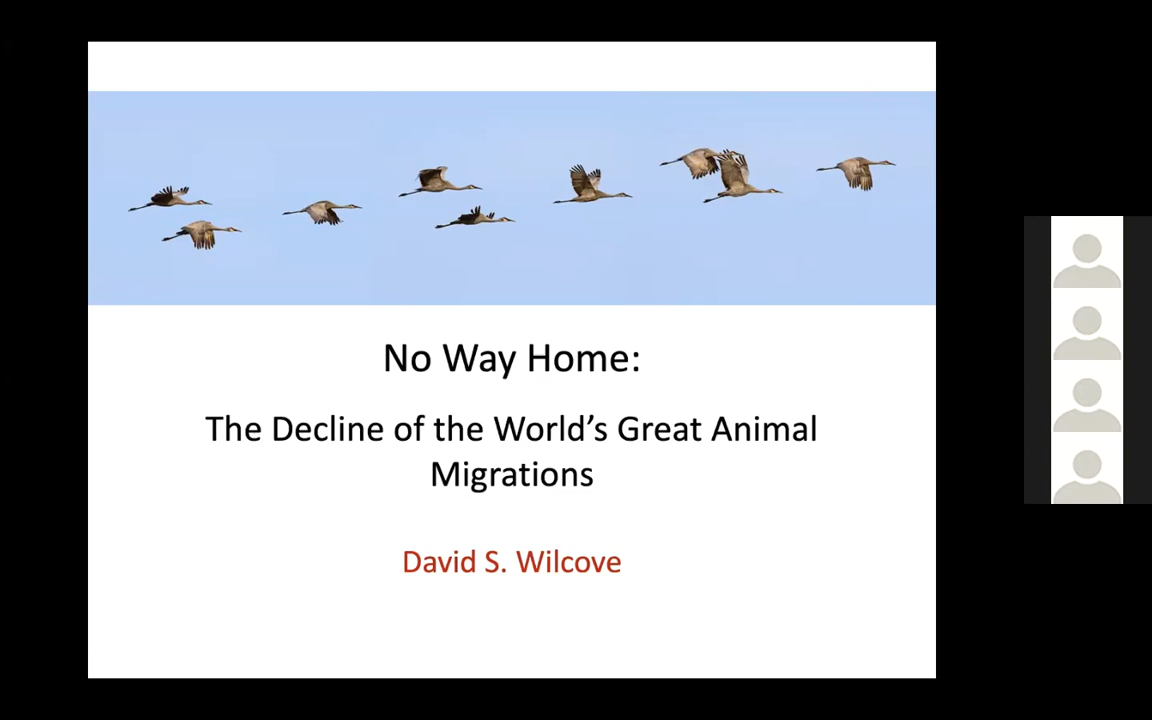 No Way Home:
The Decline of the World’s Great Animal
Migrations
David S. Wilcove